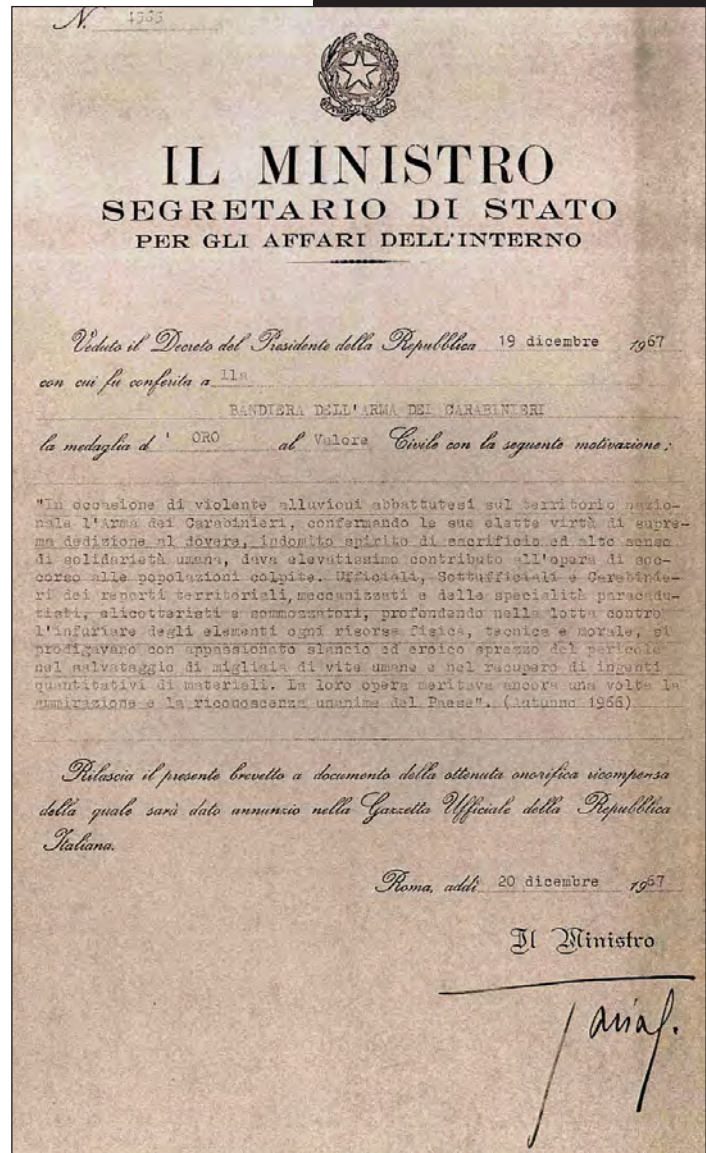 N. 4565
IL MINISTRO
SEGRETARIO DI STATO
PER GLI AFFARI DELL'INTERNO
Veduto il Decreto del Presidente della Repubblica 19 dicembre 1967
con cui fu conferita a lla
BANDIERA DELL'ARMA DEI CARABINIERI
la medaglia d' ORO al Valore Civile con la seguente motivazione:
"In occasione di violente alluvioni abbattutesi sul territorio nazio-
nale l'Arma dei Carabinieri, confermando le sue elette virtù di supre-
ma dedizione al dovere, indomito spirito di sacrificio ed alto senso
di solidarietà umana, dava elevatissimo contributo all'opera di soc-
corso alle popolazioni colpite. Ufficiali, Sottufficiali e Carabinie-
ri dei reparti territoriali, meccanizzati e delle specialità paracadu-
tisti, elicotteristi e sommozzatori, profondendo nella lotta contro
l'infuriare degli elementi ogni risorsa fisica, tecnica e morale, si
prodigavano con appassionato slancio ed eroico sprezzo del pericolo
nel salvataggio di migliaia di vite umane e nel recupero di ingenti
quantitativi di materiali. La loro opera meritava ancora una volta la
ammirazione e la riconoscenza unanime del Paese". (Autunno 1966)
Rilascia il presente brevetto a documento della ottenuta onorifica ricompensa
della quale sarà dato annunzio nella Gazzetta Ufficiale della Repubblica
Italiana.
Roma, addì 20 dicembre 1967
Il Ministro